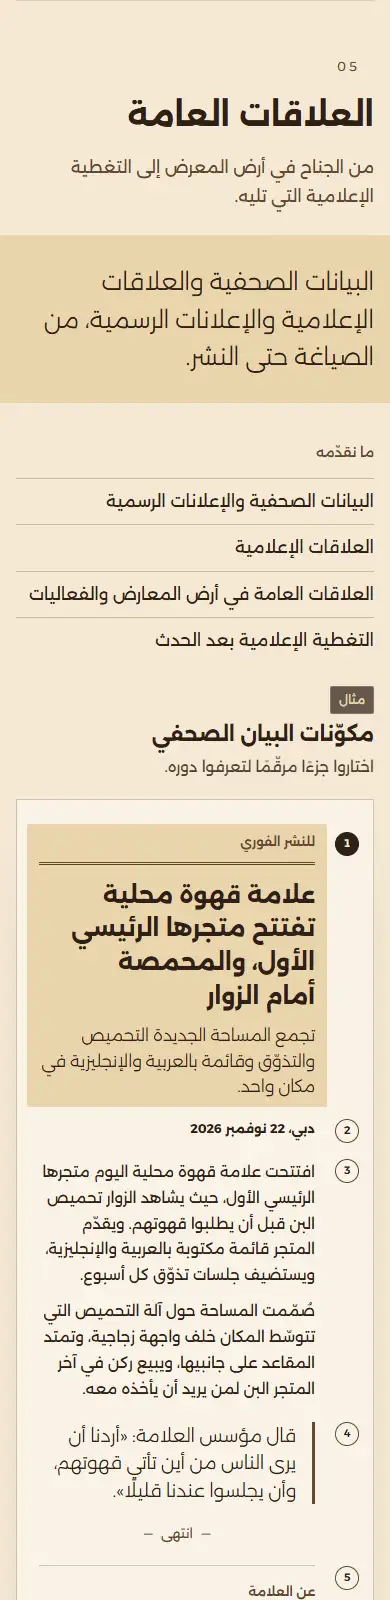 05
العلاقات العامة
من الجناح في أرض المعرض إلى التغطية
الإعلامية التي تليه.
البيانات الصحفية والعلاقات
الإعلامية والإعلانات الرسمية، من
الصياغة حتى النشر.
ما نقدّمه
البيانات الصحفية والإعلانات الرسمية
العلاقات الإعلامية
العلاقات العامة في أرض المعارض والفعاليات
التغطية الإعلامية بعد الحدث
مثال
مكوّنات البيان الصحفي
اختاروا جزءًا مرقّمًا لتعرفوا دوره.
1
للنشر الفوري
علامة قهوة محلية
تفتتح متجرها الرئيسي
الأول، والمحمصة
أمام الزوار
تجمع المساحة الجديدة التحميص
والتذوّق وقائمة بالعربية والإنجليزية في
مكان واحد.
2
دبي، 22 نوفمبر 2026
3
افتتحت علامة قهوة محلية اليوم متجرها
الرئيسي الأول، حيث يشاهد الزوار تحميص
البن قبل أن يطلبوا قهوتهم. ويقدّم
المتجر قائمة مكتوبة بالعربية والإنجليزية،
ويستضيف جلسات تذوّق كل أسبوع.
صُمّمت المساحة حول آلة التحميص التي
تتوسّط المكان خلف واجهة زجاجية، وتمتد
المقاعد على جانبيها، ويبيع ركن في آخر
المتجر البن لمن يريد أن يأخذه معه.
4
قال مؤسس العلامة: «أردنا أن
يرى الناس من أين تأتي قهوتهم،
وأن يجلسوا عندنا قليلًا».
— انتهى —
5
عن العلامة